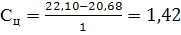 Сц = (22,10−20,68)/1 = 1,42